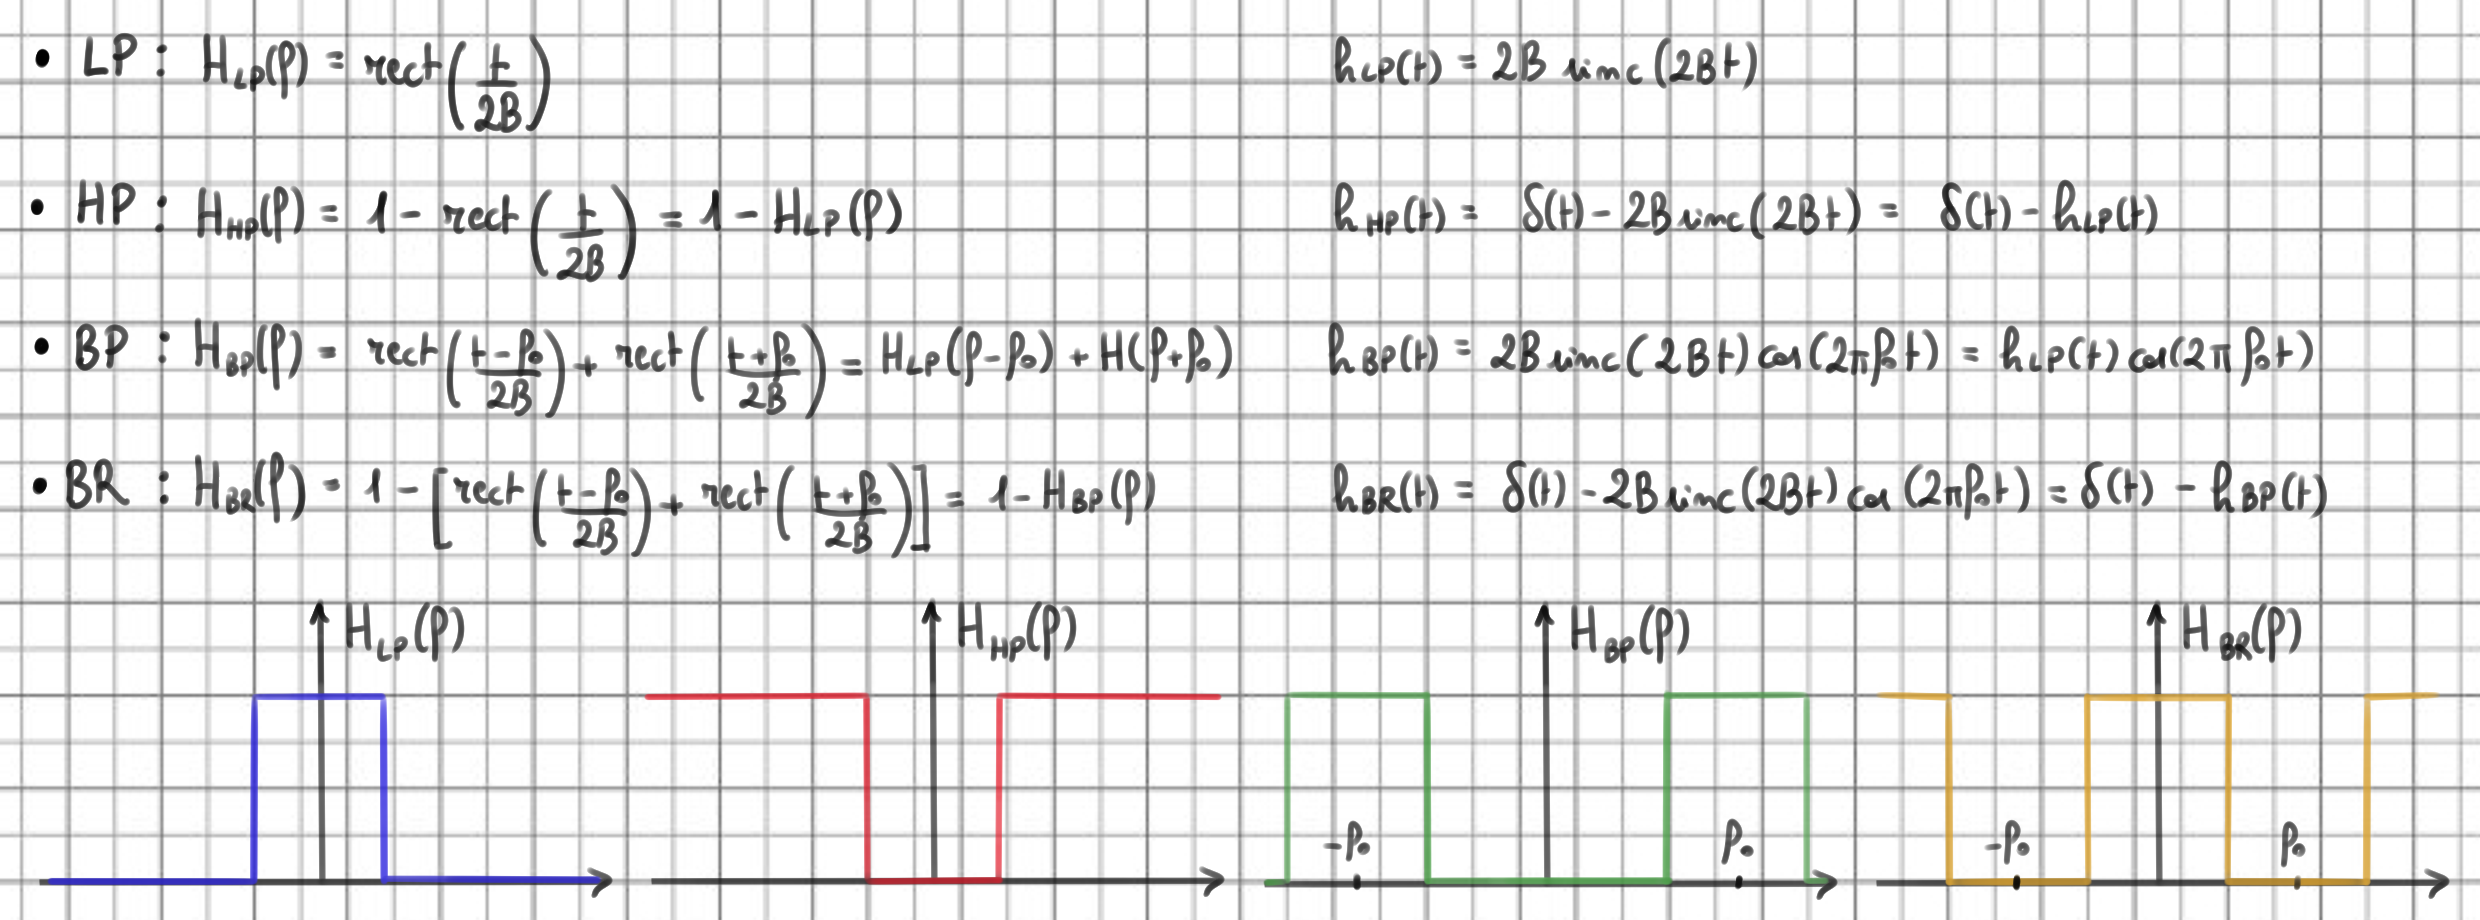 • LP : H_LP(f) = rect(t/2B) h_LP(t) = 2B sinc(2Bt)
• HP : H_HP(f) = 1 - rect(t/2B) = 1 - H_LP(f) h_HP(t) = δ(t) - 2B sinc(2Bt) = δ(t) - h_LP(t)
• BP : H_BP(f) = rect((t-f₀)/2B) + rect((t+f₀)/2B) = H_LP(f-f₀) + H(f+f₀) h_BP(t) = 2B sinc(2Bt) cos(2πf₀t) = h_LP(t) cos(2πf₀t)
• BR : H_BR(f) = 1 - [rect((t-f₀)/2B) + rect((t+f₀)/2B)] = 1 - H_BP(f) h_BR(t) = δ(t) - 2B sinc(2Bt) cos(2πf₀t) = δ(t) - h_BP(t)
H_LP(f) H_HP(f) H_BP(f) H_BR(f)
-f₀ f₀ -f₀ f₀